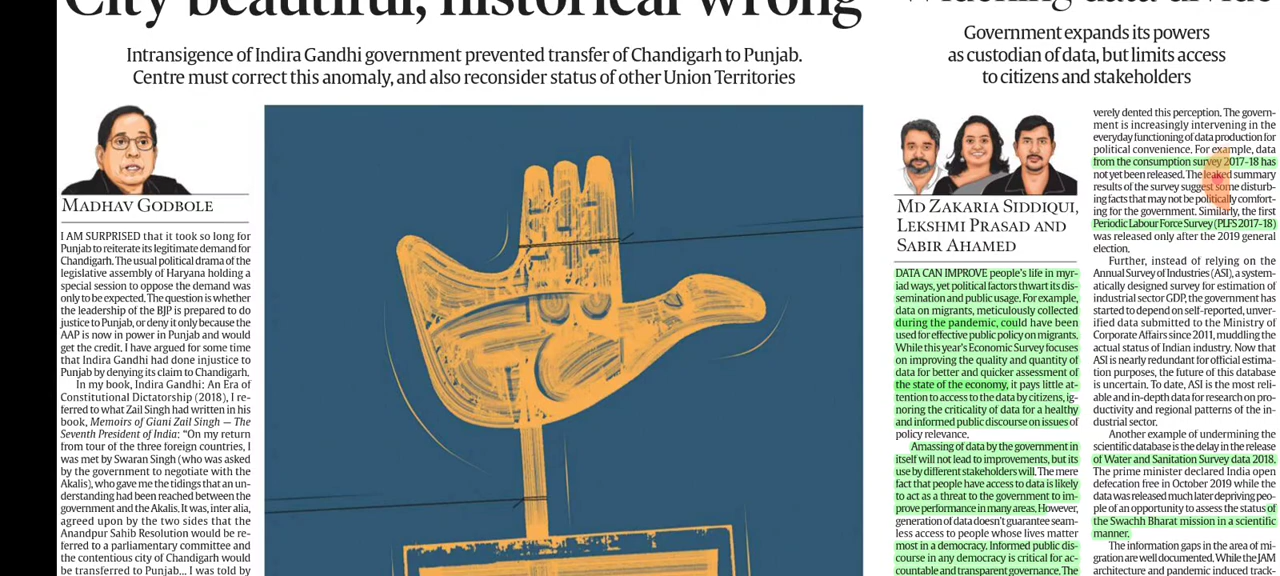 City beautiful, historical wrong
Intransigence of Indira Gandhi government prevented transfer of Chandigarh to Punjab.
Centre must correct this anomaly, and also reconsider status of other Union Territories
MADHAV GODBOLE
I AM SURPRISED that it took so long for
Punjab to reiterate its legitimate demand for
Chandigarh. The usual political drama of the
legislative assembly of Haryana holding a
special session to oppose the demand was
only to be expected. The question is whether
the leadership of the BJP is prepared to do
justice to Punjab, or deny it only because the
AAP is now in power in Punjab and would
get the credit. I have argued for some time
that Indira Gandhi had done injustice to
Punjab by denying its claim to Chandigarh.
In my book, Indira Gandhi: An Era of
Constitutional Dictatorship (2018), I re-
ferred to what Zail Singh had written in his
book, Memoirs of Giani Zail Singh — The
Seventh President of India: "On my return
from tour of the three foreign countries, I
was met by Swaran Singh (who was asked
by the government to negotiate with the
Akalis), who gave me the tidings that an un-
derstanding had been reached between the
government and the Akalis. It was, inter alia,
agreed upon by the two sides that the
Anandpur Sahib Resolution would be re-
ferred to a parliamentary committee and
the contentious city of Chandigarh would
be transferred to Punjab... I was told by
Widening data divide
Government expands its powers
as custodian of data, but limits access
to citizens and stakeholders
MD ZAKARIA SIDDIQUI,
LEKSHMI PRASAD AND
SABIR AHAMED
DATA CAN IMPROVE people's life in myr-
iad ways, yet political factors thwart its dis-
semination and public usage. For example,
data on migrants, meticulously collected
during the pandemic, could have been
used for effective public policy on migrants.
While this year's Economic Survey focuses
on improving the quality and quantity of
data for better and quicker assessment of
the state of the economy, it pays little at-
tention to access to the data by citizens, ig-
noring the criticality of data for a healthy
and informed public discourse on issues of
policy relevance.
Amassing of data by the government in
itself will not lead to improvements, but its
use by different stakeholders will. The mere
fact that people have access to data is likely
to act as a threat to the government to im-
prove performance in many areas. However,
generation of data doesn't guarantee seam-
less access to people whose lives matter
most in a democracy. Informed public dis-
course in any democracy is critical for ac-
countable and transparent governance. The
verely dented this perception. The govern-
ment is increasingly intervening in the
everyday functioning of data production for
political convenience. For example, data
from the consumption survey 2017-18 has
not yet been released. The leaked summary
results of the survey suggest some disturb-
ing facts that may not be politically comfort-
ing for the government. Similarly, the first
Periodic Labour Force Survey (PLFS 2017-18)
was released only after the 2019 general
election.
Further, instead of relying on the
Annual Survey of Industries (ASI), a system-
atically designed survey for estimation of
industrial sector GDP, the government has
started to depend on self-reported, unver-
ified data submitted to the Ministry of
Corporate Affairs since 2011, muddling the
actual status of Indian industry. Now that
ASI is nearly redundant for official estima-
tion purposes, the future of this database
is uncertain. To date, ASI is the most reli-
able and in-depth data for research on pro-
ductivity and regional patterns of the in-
dustrial sector.
Another example of undermining the
scientific database is the delay in the release
of Water and Sanitation Survey data 2018.
The prime minister declared India open
defecation free in October 2019 while the
data was released much later depriving peo-
ple of an opportunity to assess the status of
the Swachh Bharat mission in a scientific
manner.
The information gaps in the area of mi-
gration are well documented. While the JAM
architecture and pandemic induced track-